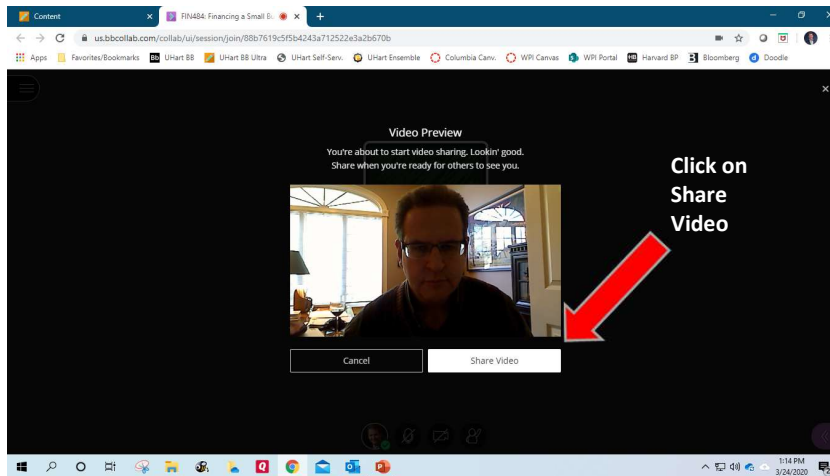 Content
FIN484: Financing a Small Bu
us.bbcollab.com/collab/ui/session/join/88b7619c5f5b4243a712522e3a2b670b
Apps
Favorites/Bookmarks
Bb UHart BB
UHart BB Ultra
UHart Self-Serv.
UHart Ensemble
Columbia Canv.
WPI Canvas
WPI Portal
Harvard BP
Bloomberg
Doodle
Video Preview
You're about to start video sharing. Lookin' good.
Share when you're ready for others to see you.
Click on
Share
Video
Cancel
Share Video
1:14 PM
3/24/2020